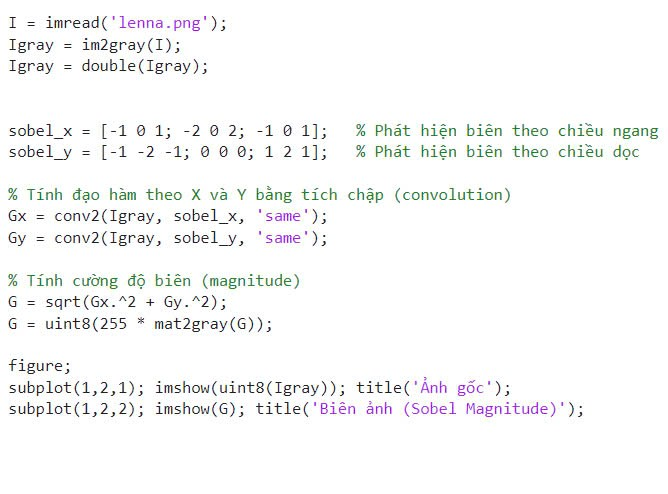 I = imread('lenna.png');
Igray = im2gray(I);
Igray = double(Igray);
sobel_x = [-1 0 1; -2 0 2; -1 0 1];   % Phát hiện biên theo chiều ngang
sobel_y = [-1 -2 -1; 0 0 0; 1 2 1];   % Phát hiện biên theo chiều dọc
% Tính đạo hàm theo X và Y bằng tích chập (convolution)
Gx = conv2(Igray, sobel_x, 'same');
Gy = conv2(Igray, sobel_y, 'same');
% Tính cường độ biên (magnitude)
G = sqrt(Gx.^2 + Gy.^2);
G = uint8(255 * mat2gray(G));
figure;
subplot(1,2,1); imshow(uint8(Igray)); title('Ảnh gốc');
subplot(1,2,2); imshow(G); title('Biên ảnh (Sobel Magnitude)');